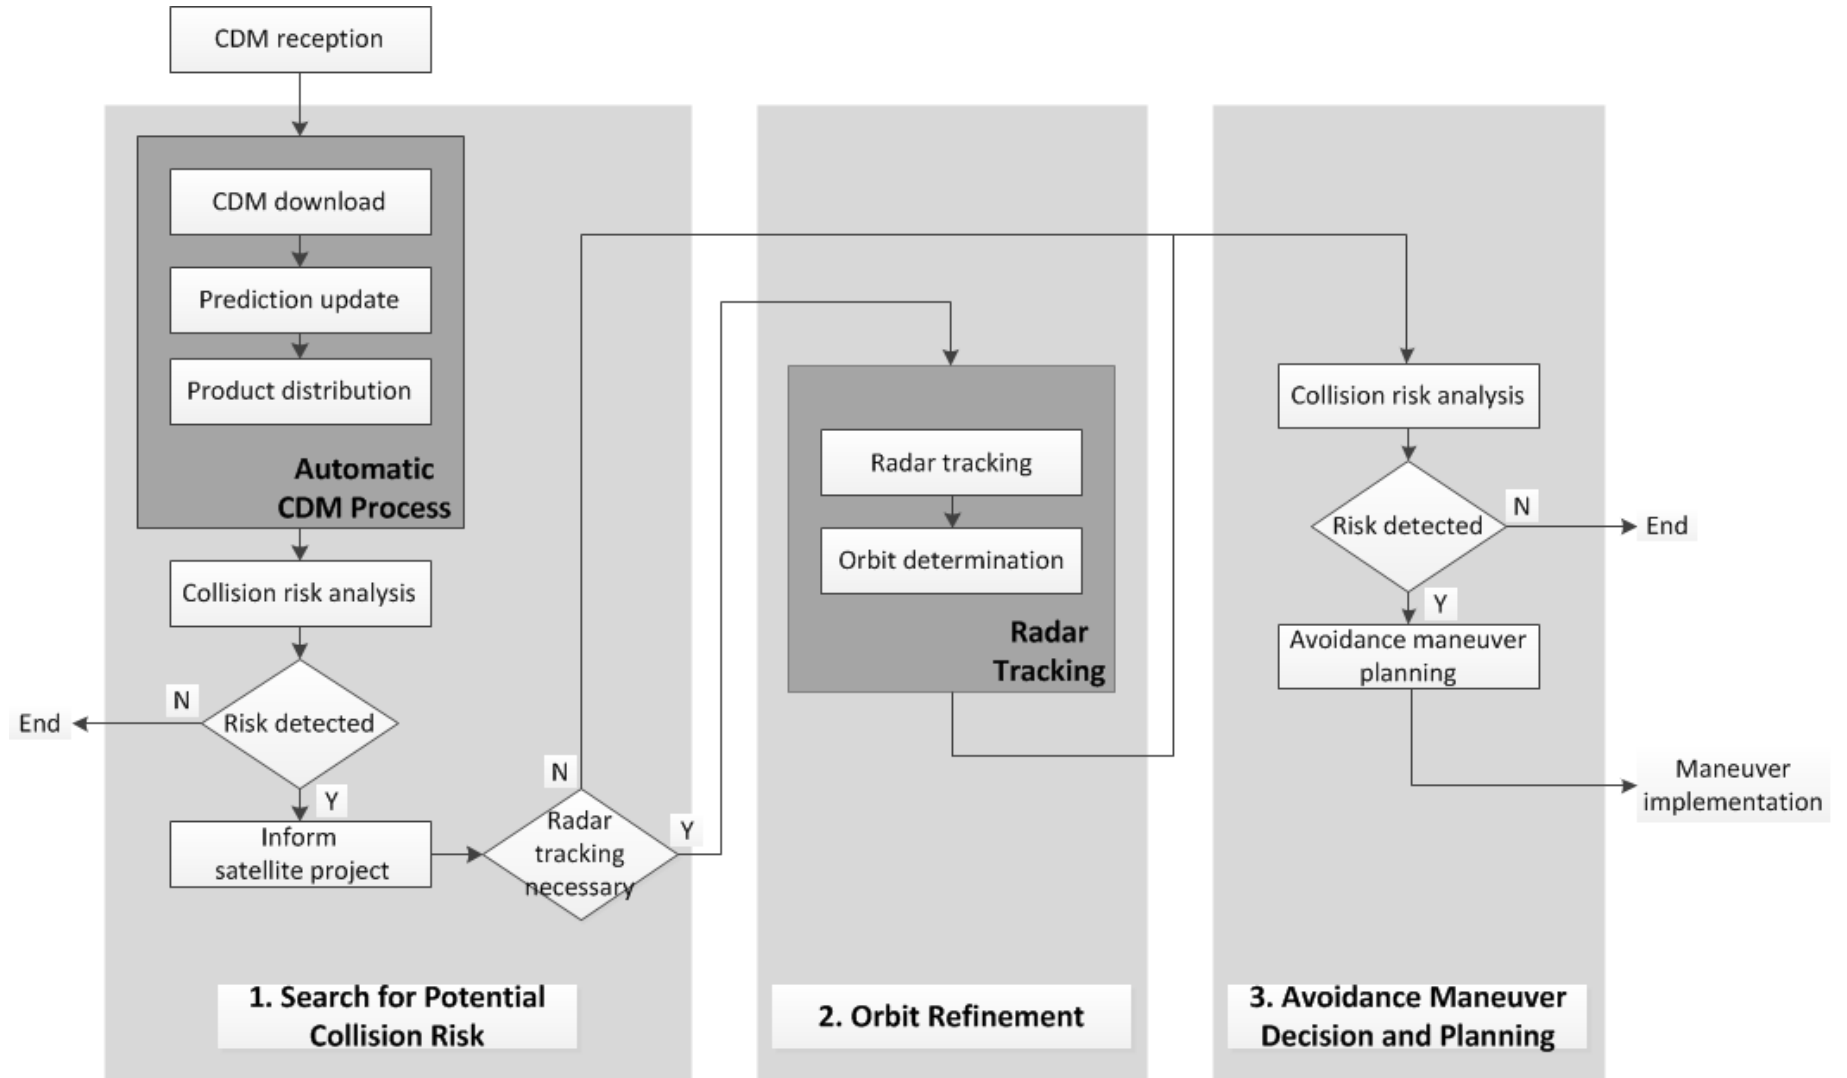 CDM reception
CDM download
Prediction update
Product distribution
Automatic
CDM Process
Collision risk analysis
Risk detected
N
End
Y
Inform
satellite project
Radar
tracking
necessary
N
Y
1. Search for Potential
Collision Risk
Radar tracking
Orbit determination
Radar
Tracking
2. Orbit Refinement
Collision risk analysis
Risk detected
N
End
Y
Avoidance maneuver
planning
Maneuver
implementation
3. Avoidance Maneuver
Decision and Planning